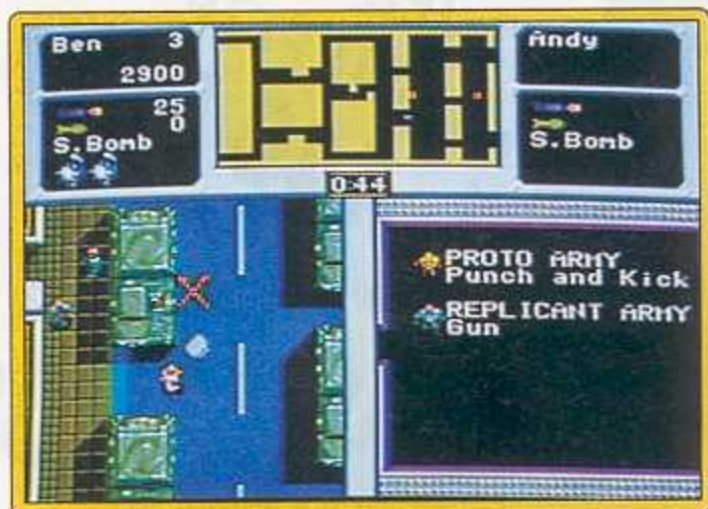 Ben 3
2900
25
0
S.Bomb
Andy
S.Bomb
0:44
PROTO ARMY
Punch and Kick
REPLICANT ARMY
Gun